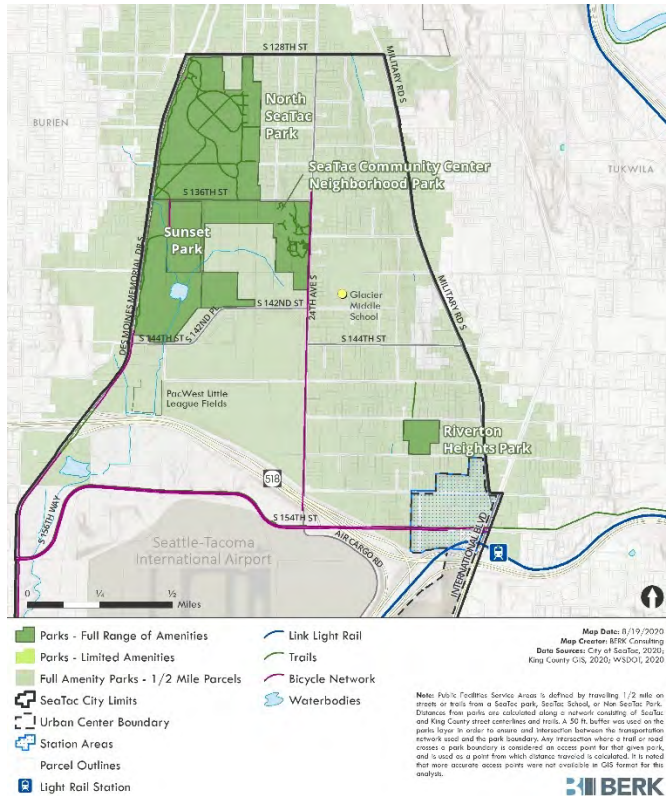 S 128TH ST
MILITARY RD S
BURIEN
North
SeaTac
Park
TUKWILA
SeaTac Community Center
Neighborhood Park
S 136TH ST
Sunset
Park
DES MOINES MEMORIAL DR S
24TH AVE S
Glacier
Middle
School
S 142ND ST
S 142ND PL
MILITARY RD S
S 144TH ST
S 144TH ST
PacWest Little
League Fields
Riverton
Heights Park
518
S 156TH WAY
S 154TH ST
INTERNATIONAL BLVD
AIR CARGO RD
Seattle-Tacoma
International Airport
0 ¼ ½
Miles
Parks - Full Range of Amenities
Parks - Limited Amenities
Full Amenity Parks - 1/2 Mile Parcels
SeaTac City Limits
Urban Center Boundary
Station Areas
Parcel Outlines
Light Rail Station
Link Light Rail
Trails
Bicycle Network
Waterbodies
Map Date: 8/19/2020
Map Creator: BERK Consulting
Data Sources: City of SeaTac, 2020;
King County GIS, 2020; WSDOT, 2020
Note: Public Facilities Service Areas is defined by travelling 1/2 mile on
streets or trails from a SeaTac park, SeaTac School, or Non SeaTac Park.
Distances from parks are calculated along a network consisting of SeaTac
and King County street centerlines and trails. A 50 ft. buffer was used on the
parks layer in order to ensure and intersection between the transportation
network used and the park boundary. Any intersection where a trail or road
crosses a park boundary is considered an access point for that given park,
and is used as a point from which distance traveled is calculated. It is noted
that more accurate access points were not available in GIS format for this
analysis.
BERK